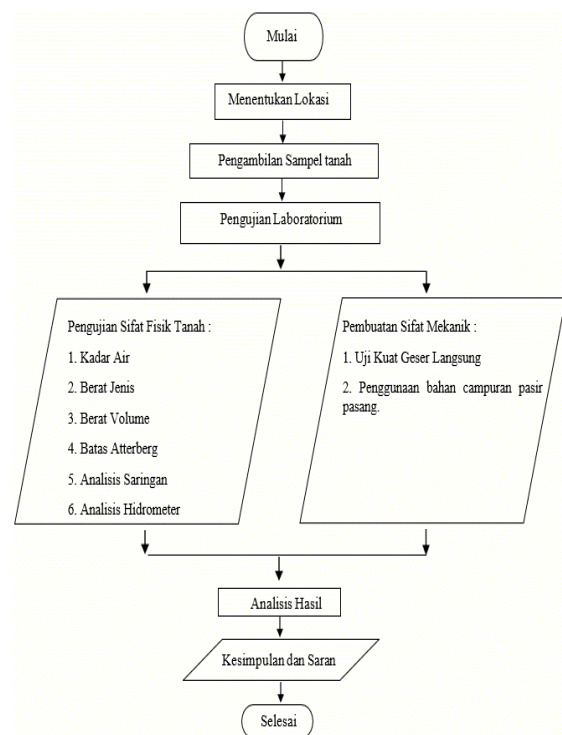 Mulai
Menentukan Lokasi
Pengambilan Sampel tanah
Pengujian Laboratorium
Pengujian Sifat Fisik Tanah :
1. Kadar Air
2. Berat Jenis
3. Berat Volume
4. Batas Atterberg
5. Analisis Saringan
6. Analisis Hidrometer
Pembuatan Sifat Mekanik :
1. Uji Kuat Geser Langsung
2. Penggunaan bahan campuran pasir
pasang.
Analisis Hasil
Kesimpulan dan Saran
Selesai